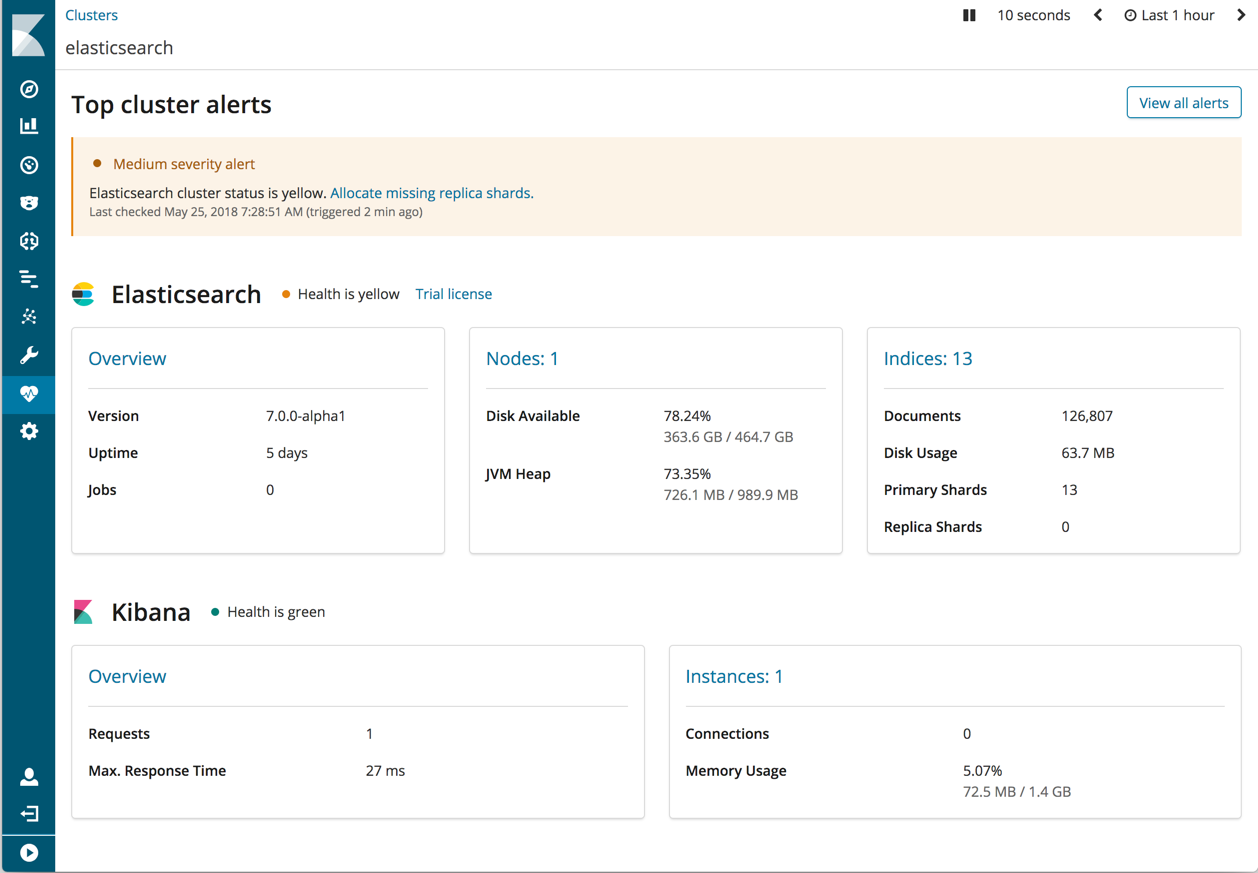 Clusters
10 seconds
Last 1 hour
elasticsearch
Top cluster alerts
View all alerts
Medium severity alert
Elasticsearch cluster status is yellow. Allocate missing replica shards.
Last checked May 25, 2018 7:28:51 AM (triggered 2 min ago)
Elasticsearch
Health is yellow
Trial license
Overview
Version 7.0.0-alpha1
Uptime 5 days
Jobs 0
Nodes: 1
Disk Available 78.24%
363.6 GB / 464.7 GB
JVM Heap 73.35%
726.1 MB / 989.9 MB
Indices: 13
Documents 126,807
Disk Usage 63.7 MB
Primary Shards 13
Replica Shards 0
Kibana
Health is green
Overview
Requests 1
Max. Response Time 27 ms
Instances: 1
Connections 0
Memory Usage 5.07%
72.5 MB / 1.4 GB